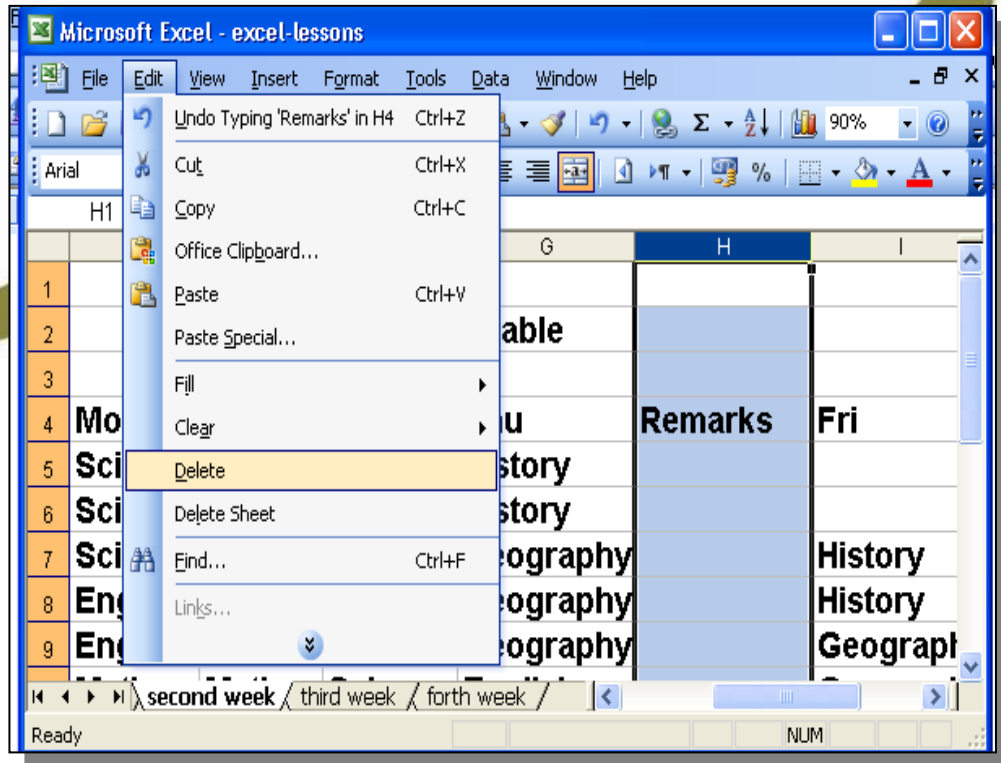 Microsoft Excel - excel-lessons
File Edit View Insert Format Tools Data Window Help
Undo Typing 'Remarks' in H4 Ctrl+Z
90%
Arial
Cut Ctrl+X
H1
Copy Ctrl+C
Office Clipboard...
G H I
1
Paste Ctrl+V
2
Paste Special...
able
3
Fill
4 Mo
Clear
u Remarks Fri
5 Sci
Delete
story
6 Sci
Delete Sheet
story
7 Sci
Find... Ctrl+F
ography History
8 Eng
Links...
ography History
9 Eng
ography Geograph
second week third week forth week
Ready NUM